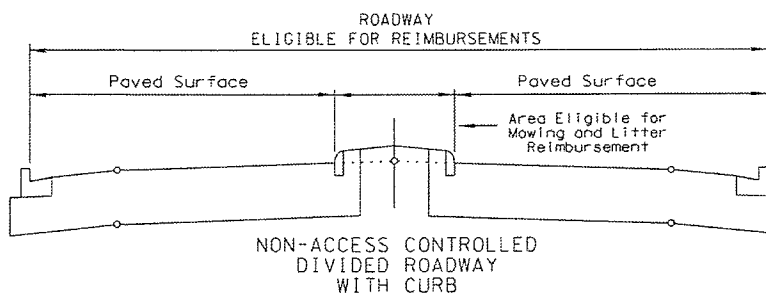 ROADWAY
ELIGIBLE FOR REIMBURSEMENTS
Paved Surface
Paved Surface
Area Eligible for
Mowing and Litter
Reimbursement
NON-ACCESS CONTROLLED
DIVIDED ROADWAY
WITH CURB